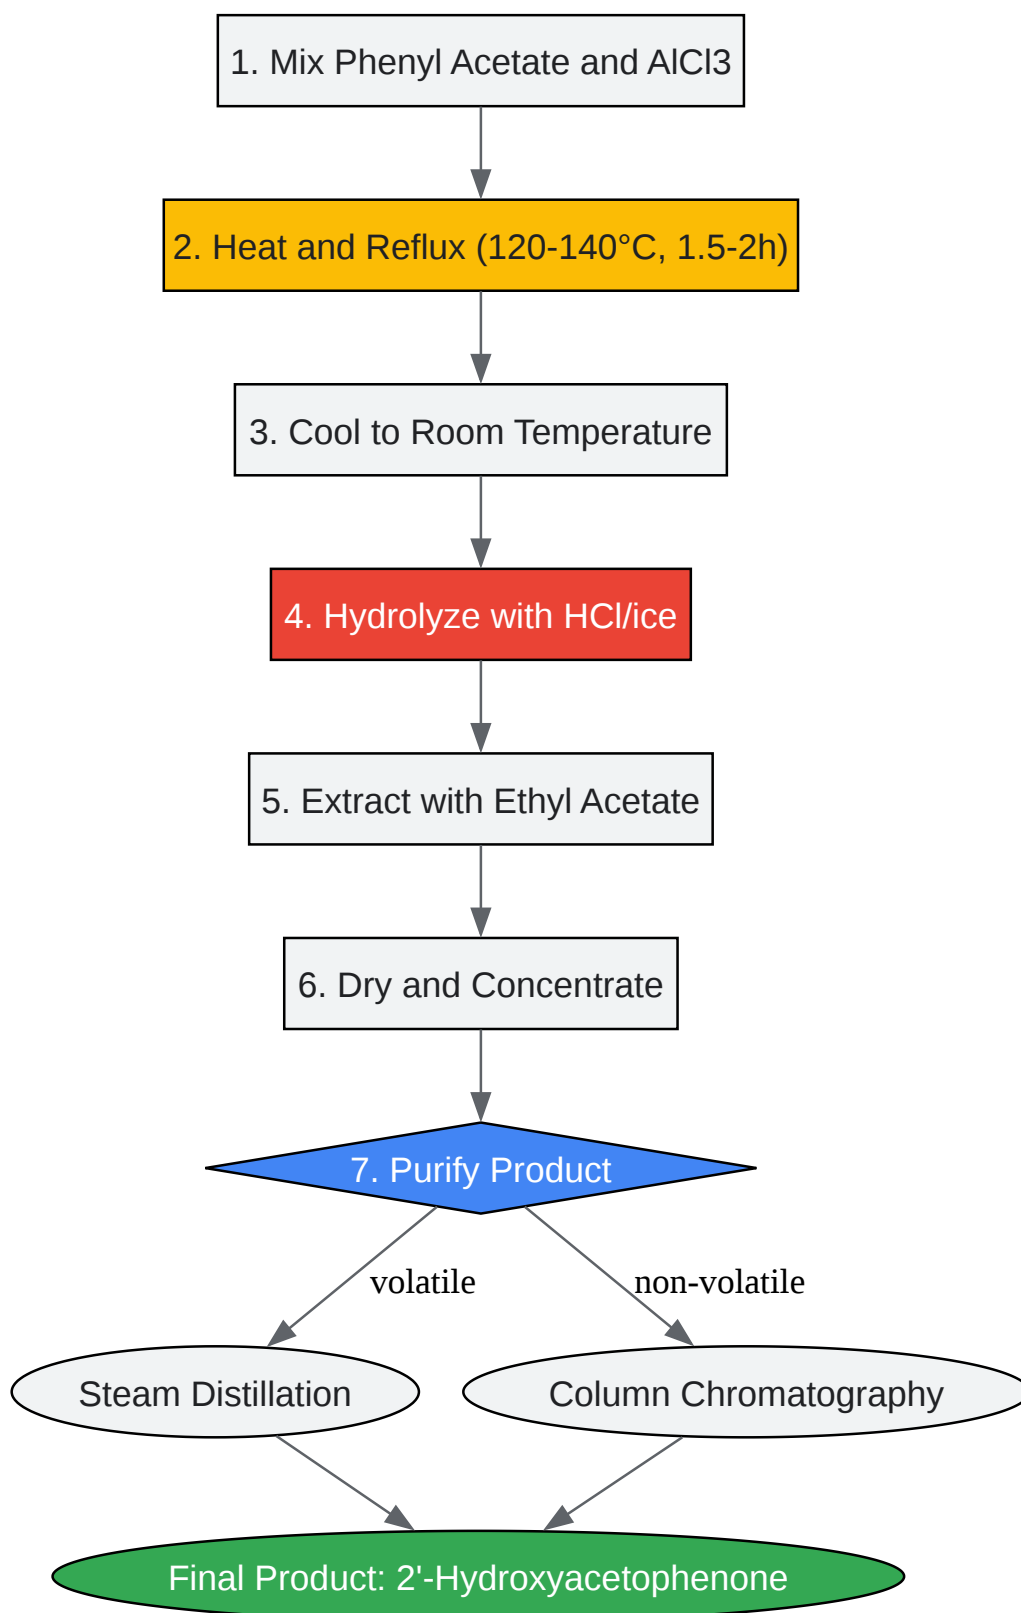 1. Mix Phenyl Acetate and AlCl3
2. Heat and Reflux (120-140°C, 1.5-2h)
3. Cool to Room Temperature
4. Hydrolyze with HCl/ice
5. Extract with Ethyl Acetate
6. Dry and Concentrate
7. Purify Product
volatile
non-volatile
Steam Distillation
Column Chromatography
Final Product: 2'-Hydroxyacetophenone